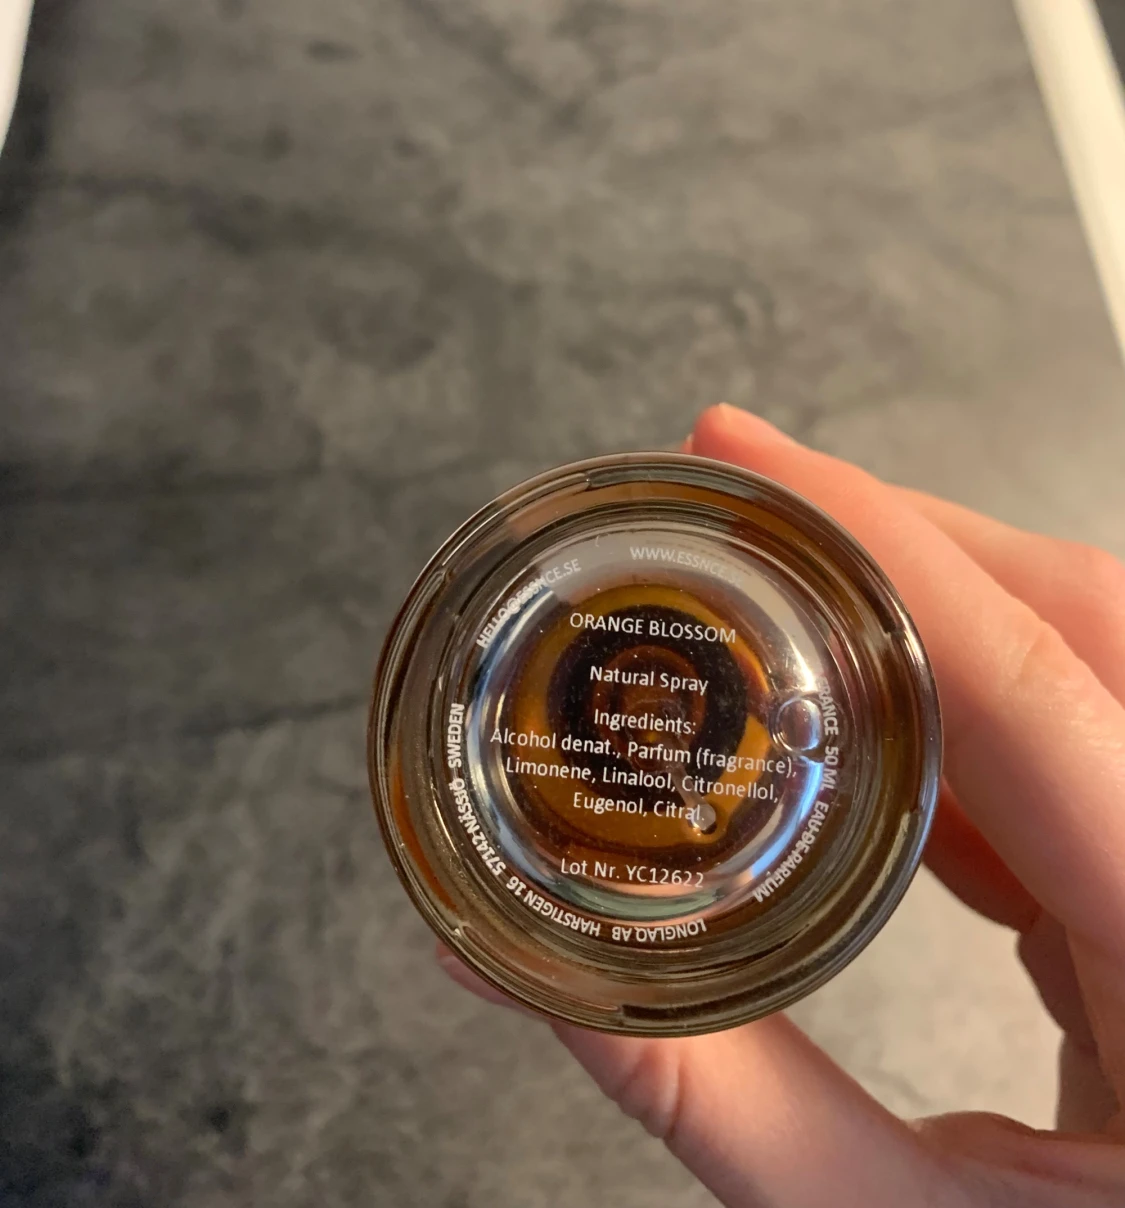 HELLO@ESSNCE.SE
WWW.ESSNCE.SE
ORANGE BLOSSOM
Natural Spray
Ingredients:
Alcohol denat., Parfum (fragrance),
Limonene, Linalool, Citronellol,
Eugenol, Citral.
Lot Nr. YC12622
50 ML EAU DE PARFUM
LONGLAQ AB HARSTIGEN 16 57142 NÄSSJÖ SWEDEN